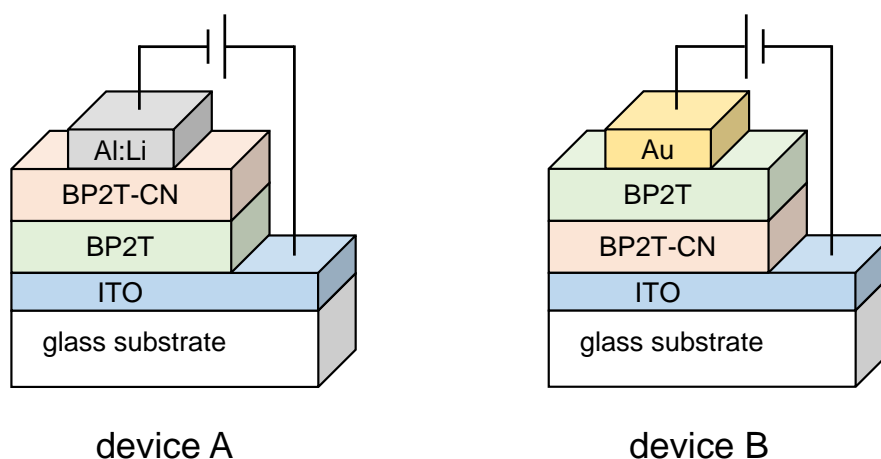 Al:Li
BP2T-CN
BP2T
ITO
glass substrate
device A
Au
BP2T
BP2T-CN
ITO
glass substrate
device B